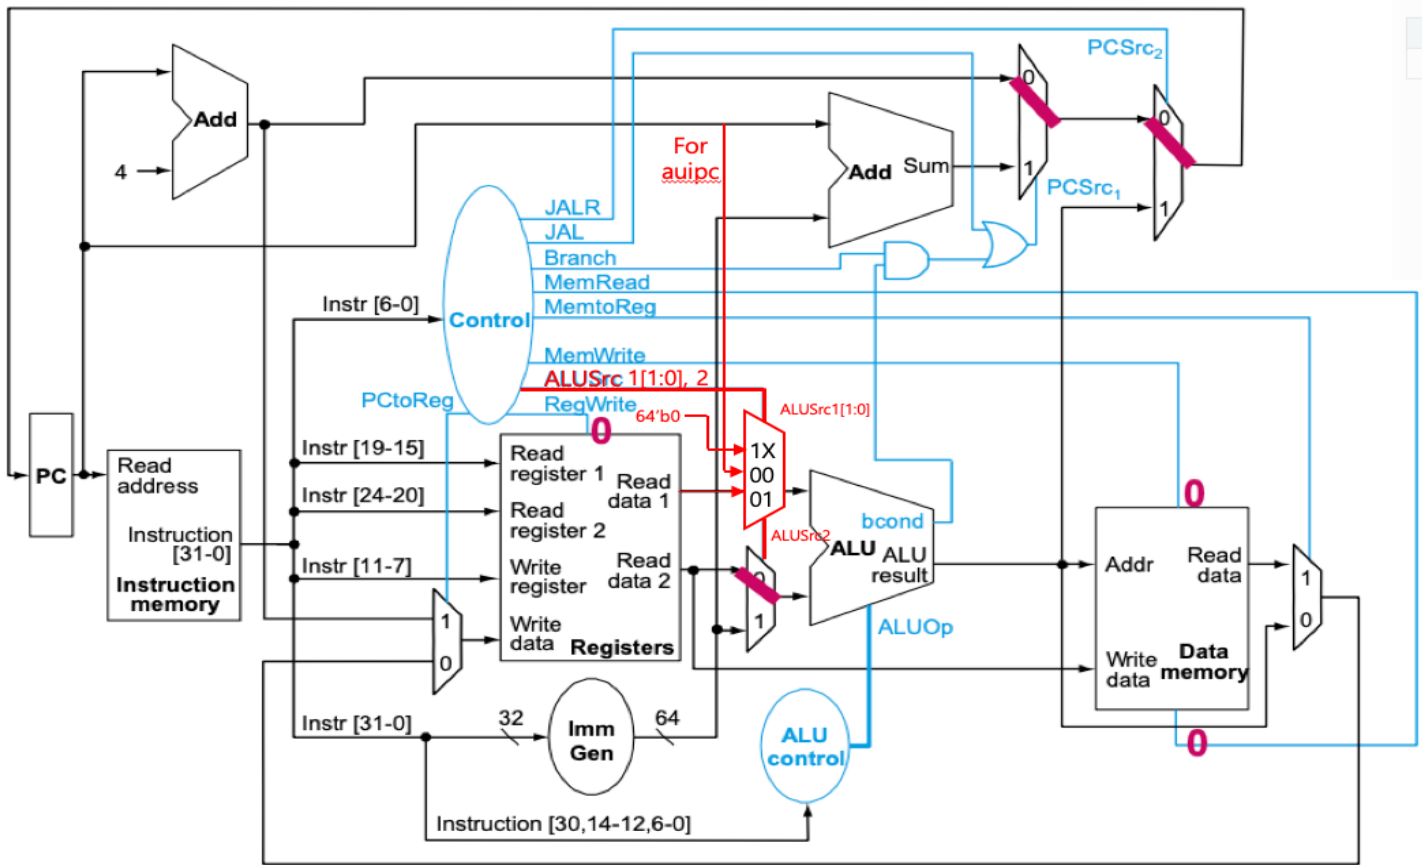 PCSrc2
0
Add
4
For
auipc
Add
Sum
1
0
PCSrc1
1
JALR
JAL
Branch
MemRead
MemtoReg
Instr [6-0]
Control
MemWrite
ALUSrc 1[1:0], 2
PCtoReg
RegWrite
64'b0
ALUSrc1[1:0]
0
Instr [19-15]
Instr [24-20]
Instr [11-7]
PC
Read
address
Instruction
[31-0]
Instruction
memory
Read
register 1
Read
register 2
Write
register
Write
data
Registers
Read
data 1
Read
data 2
1X
00
01
ALUSrc2
0
1
bcond
ALU
ALU
result
ALUOp
0
Addr
Read
data
Write
data
Data
memory
0
1
0
1
0
Instr [31-0]
32
Imm
Gen
64
ALU
control
Instruction [30,14-12,6-0]